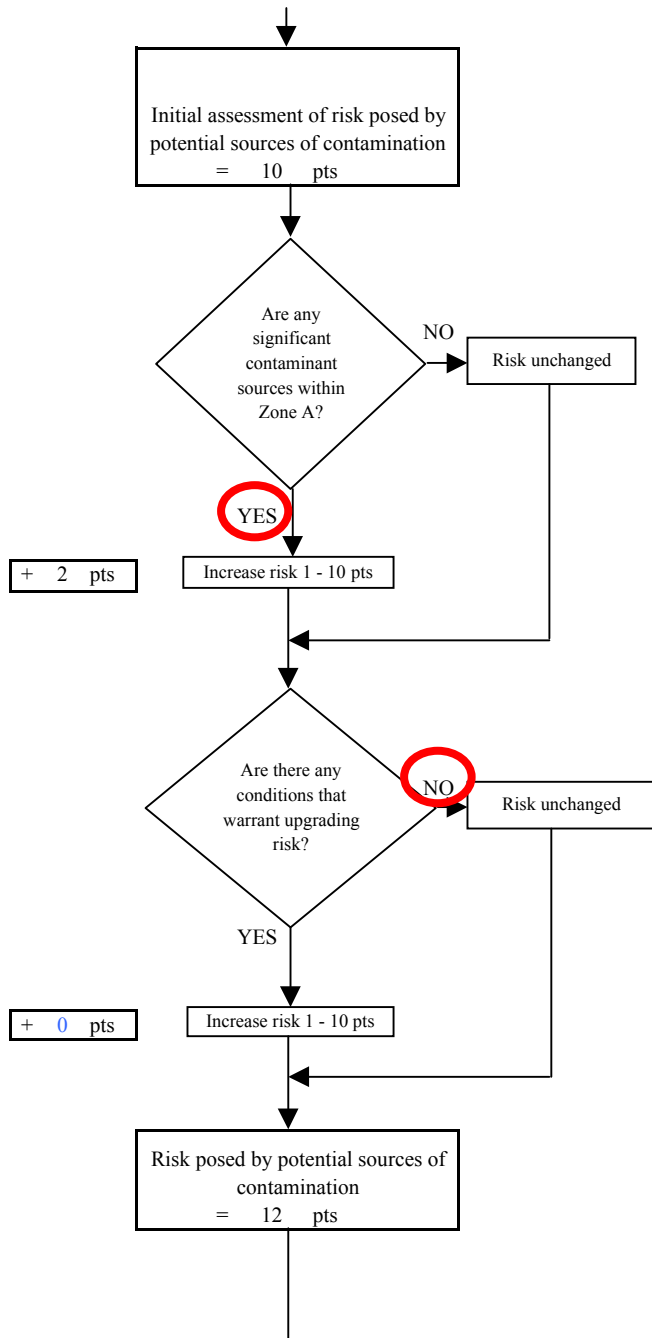 Initial assessment of risk posed by
potential sources of contamination
= 10 pts
Are any
significant
contaminant
sources within
Zone A?
NO
Risk unchanged
YES
+ 2 pts
Increase risk 1 - 10 pts
Are there any
conditions that
warrant upgrading
risk?
NO
Risk unchanged
YES
+ 0 pts
Increase risk 1 - 10 pts
Risk posed by potential sources of
contamination
= 12 pts